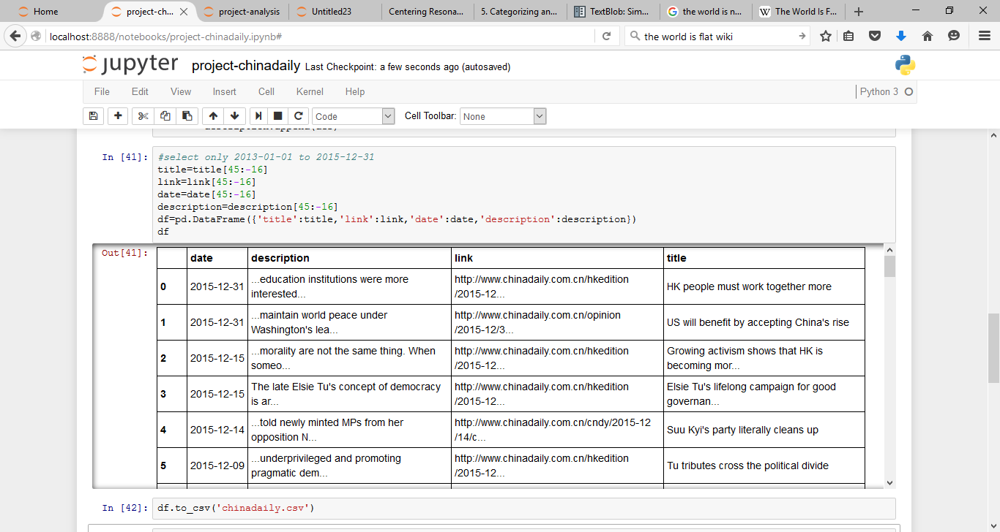 Home
project-ch...
project-analysis
Untitled23
Centering Resona...
5. Categorizing an...
TextBlob: Sim...
the world is n...
The World Is F...
localhost:8888/notebooks/project-chinadaily.ipynb#
the world is flat wiki
jupyter project-chinadaily Last Checkpoint: a few seconds ago (autosaved)
File Edit View Insert Cell Kernel Help Python 3
Code Cell Toolbar: None
In [41]:
#select only 2013-01-01 to 2015-12-31
title=title[45:-16]
link=link[45:-16]
date=date[45:-16]
description=description[45:-16]
df=pd.DataFrame({'title':title,'link':link,'date':date,'description':description})
df
Out[41]:
date description link title
0 2015-12-31 ...education institutions were more
interested...
http://www.chinadaily.com.cn/hkedition
/2015-12...
HK people must work together more
1 2015-12-31 ...maintain world peace under
Washington's lea...
http://www.chinadaily.com.cn/opinion
/2015-12/3...
US will benefit by accepting China's rise
2 2015-12-15 ...morality are not the same thing. When
someo...
http://www.chinadaily.com.cn/hkedition
/2015-12...
Growing activism shows that HK is
becoming mor...
3 2015-12-15 The late Elsie Tu's concept of democracy
is ar...
http://www.chinadaily.com.cn/hkedition
/2015-12...
Elsie Tu's lifelong campaign for good
governan...
4 2015-12-14 ...told newly minted MPs from her
opposition N...
http://www.chinadaily.com.cn/cndy/2015-12
/14/c...
Suu Kyi's party literally cleans up
5 2015-12-09 ...underprivileged and promoting
pragmatic dem...
http://www.chinadaily.com.cn/hkedition
/2015-12...
Tu tributes cross the political divide
In [42]:
df.to_csv('chinadaily.csv')